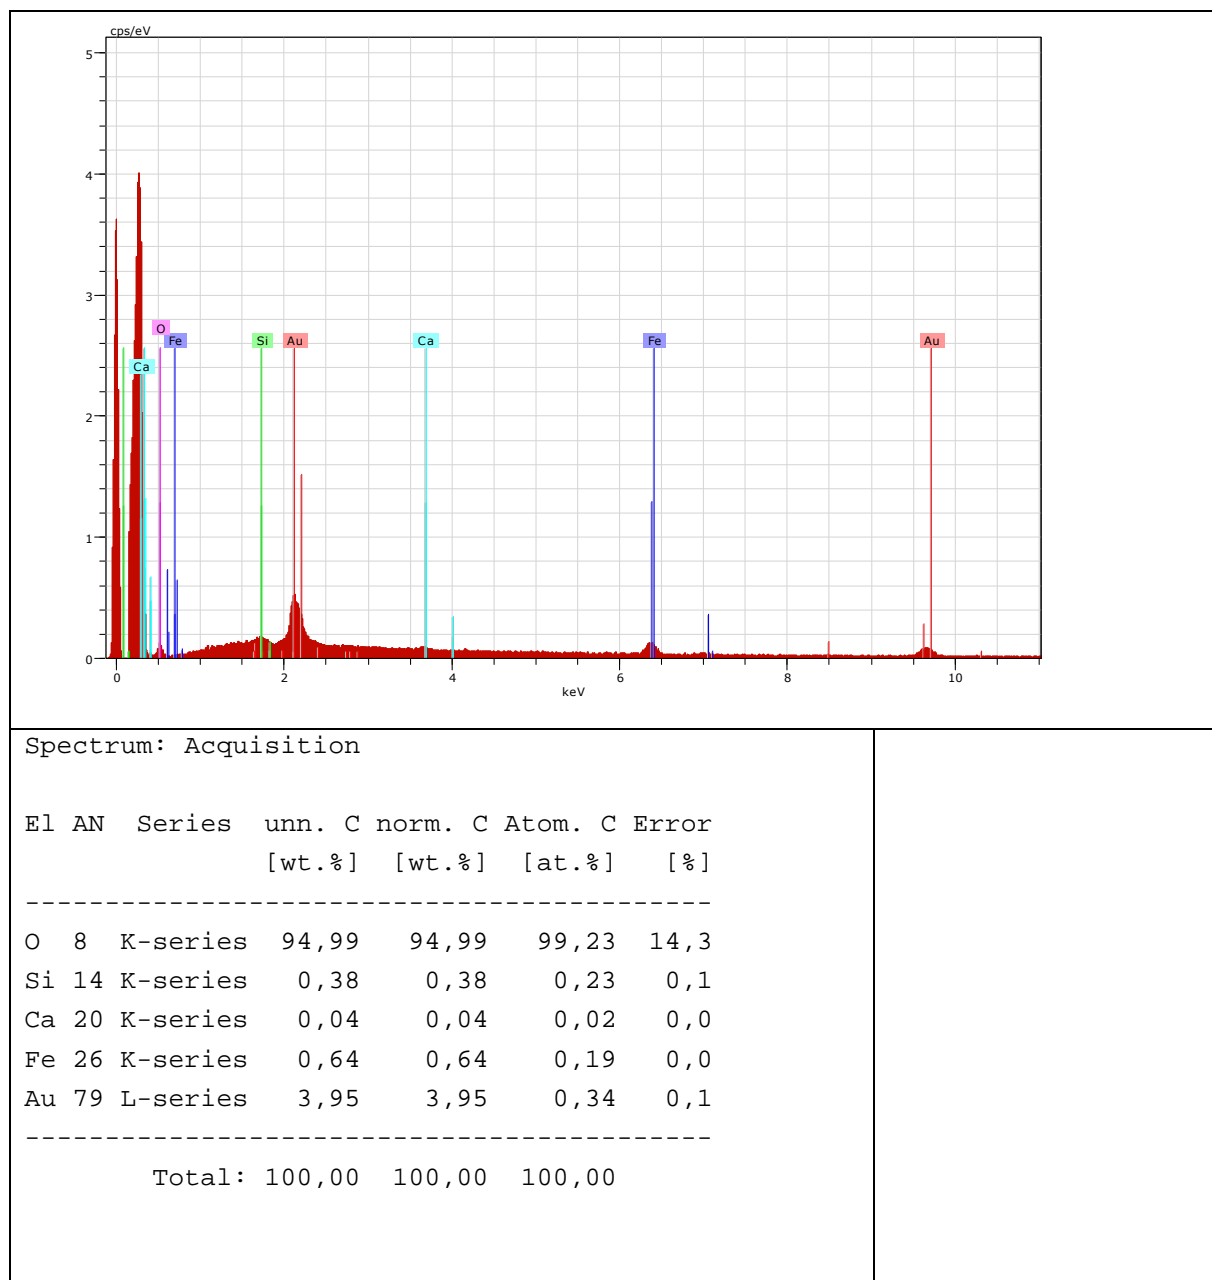 cps/eV
5
4
3
2
1
0
O
Fe Si Au Ca Fe Au
Ca
0 2 4 6 8 10
keV
Spectrum: Acquisition
El AN Series unn. C norm. C Atom. C Error
[wt.%] [wt.%] [at.%] [%]
-------------------------------------------
O 8 K-series 94,99 94,99 99,23 14,3
Si 14 K-series 0,38 0,38 0,23 0,1
Ca 20 K-series 0,04 0,04 0,02 0,0
Fe 26 K-series 0,64 0,64 0,19 0,0
Au 79 L-series 3,95 3,95 0,34 0,1
-------------------------------------------
Total: 100,00 100,00 100,00